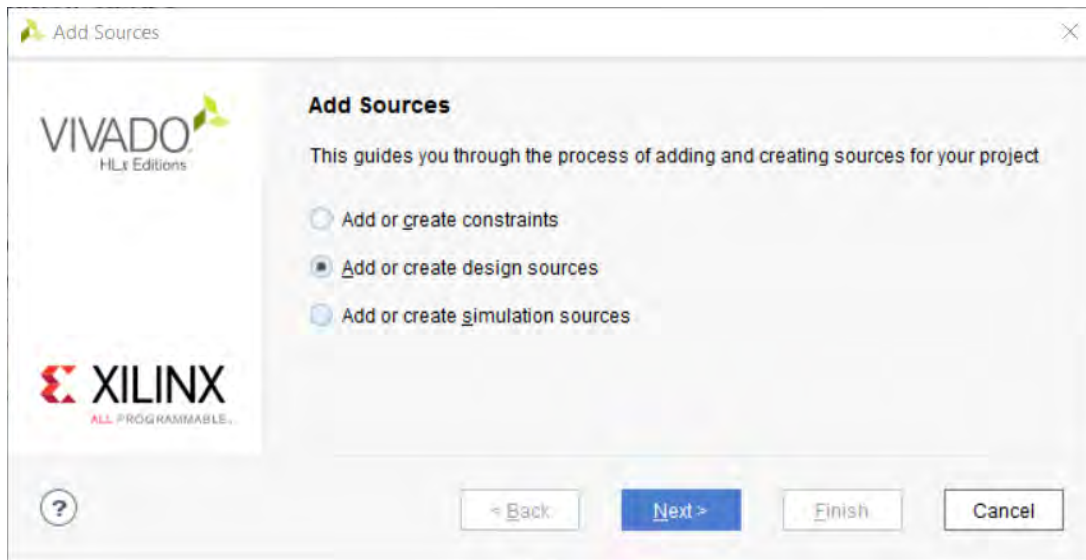 Add Sources
VIVADO
HLx Editions
Add Sources
This guides you through the process of adding and creating sources for your project
Add or create constraints
Add or create design sources
Add or create simulation sources
XILINX
ALL PROGRAMMABLE.
?
< Back
Next >
Finish
Cancel